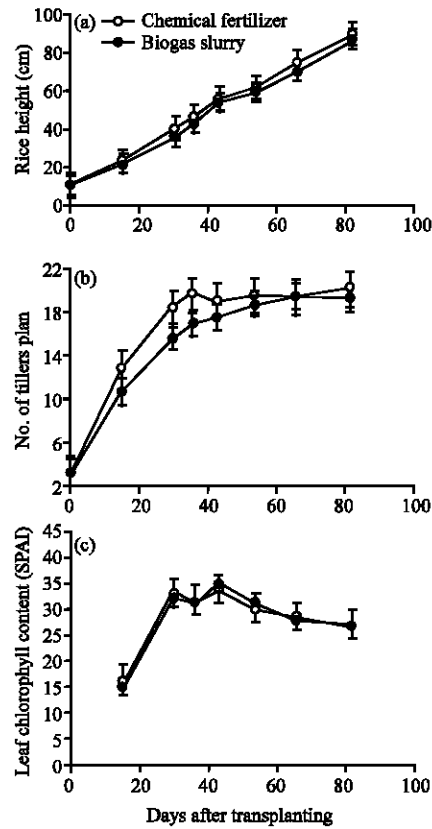 (a)
Chemical fertilizer
Biogas slurry
Rice height (cm)
100
80
60
40
20
0
0 20 40 60 80 100
(b)
No. of tillers plan
22
18
14
10
6
2
0 20 40 60 80 100
(c)
Leaf chlorophyll content (SPAI)
45
40
35
30
25
20
15
10
5
0
0 20 40 60 80 100
Days after transplanting